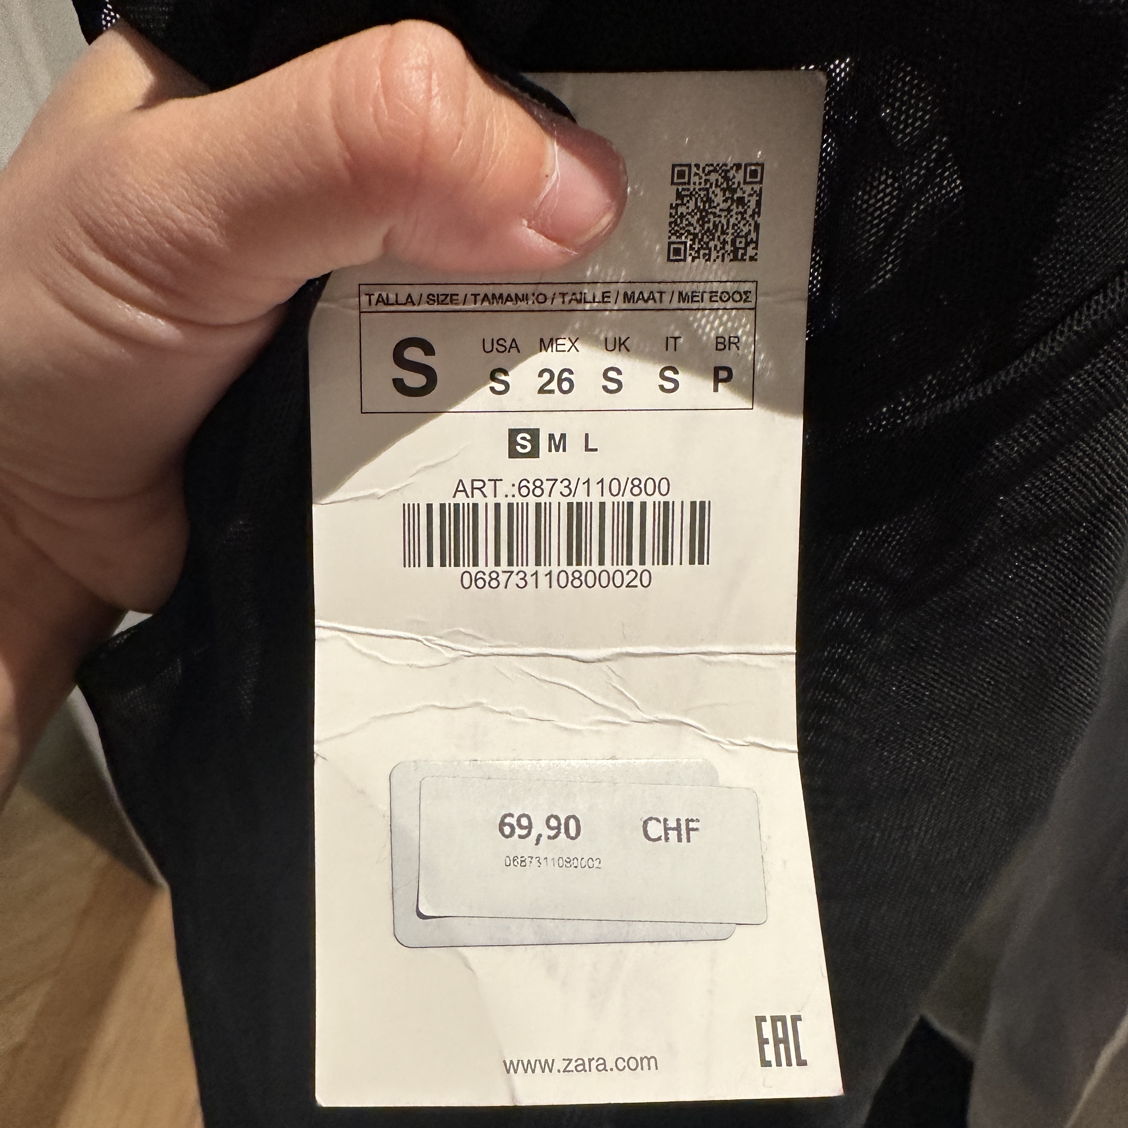 TALLA / SIZE / TAMANHO / TAILLE / MAAT / ΜΕΓΕΘΟΣ
S
USA MEX UK IT BR
S 26 S S P
S M L
ART.:6873/110/800
06873110800020
69,90 CHF
0687311080002
www.zara.com
EAC